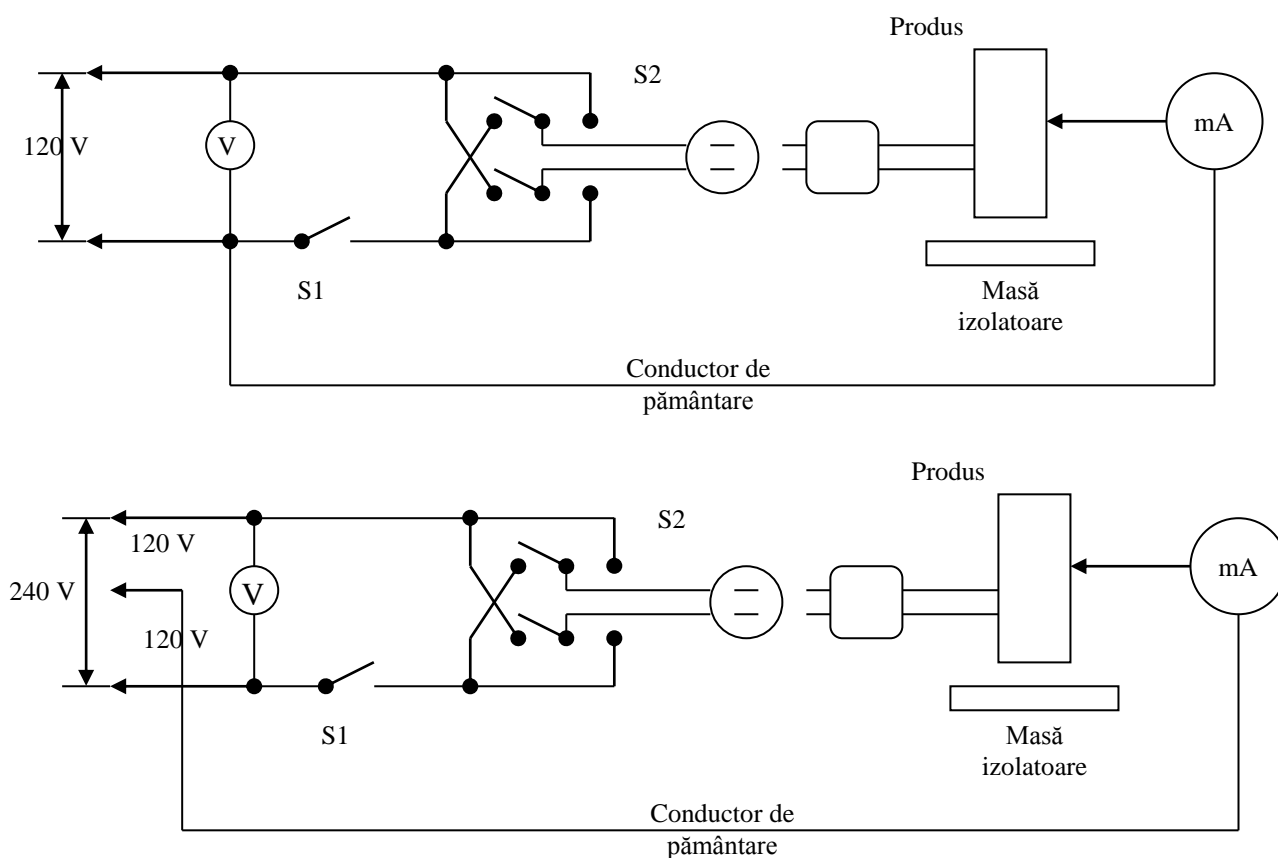 Produs
S2
120 V
V
mA
S1
Masă
izolatoare
Conductor de
pământare
Produs
S2
120 V
240 V
V
mA
120 V
S1
Masă
izolatoare
Conductor de
pământare